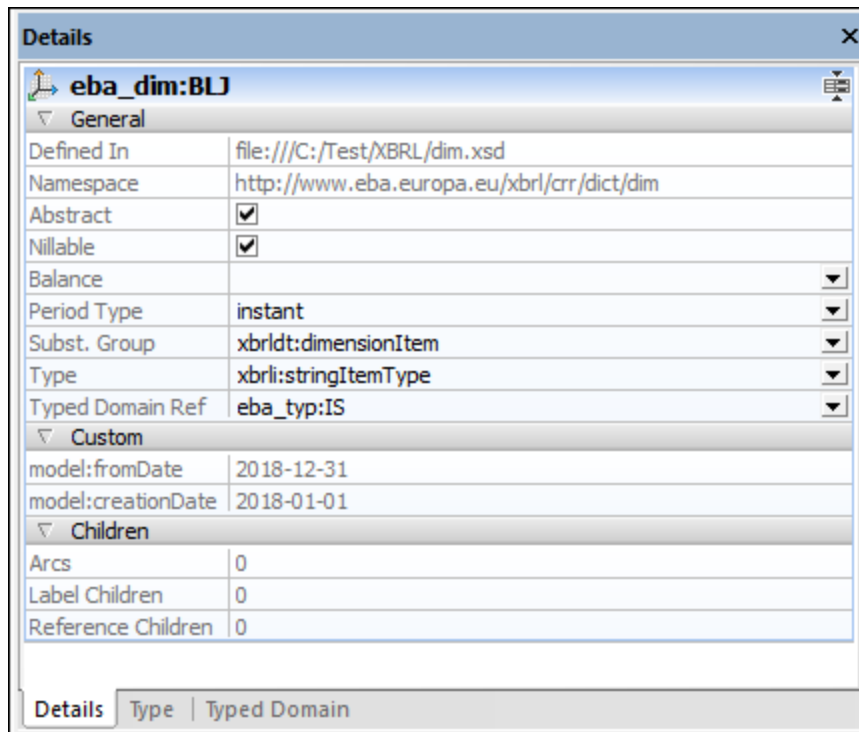 Details
eba_dim:BLJ
General
Defined In file:///C:/Test/XBRL/dim.xsd
Namespace http://www.eba.europa.eu/xbrl/crr/dict/dim
Abstract
Nillable
Balance
Period Type instant
Subst. Group xbrldt:dimensionItem
Type xbrli:stringItemType
Typed Domain Ref eba_typ:IS
Custom
model:fromDate 2018-12-31
model:creationDate 2018-01-01
Children
Arcs 0
Label Children 0
Reference Children 0
Details Type Typed Domain